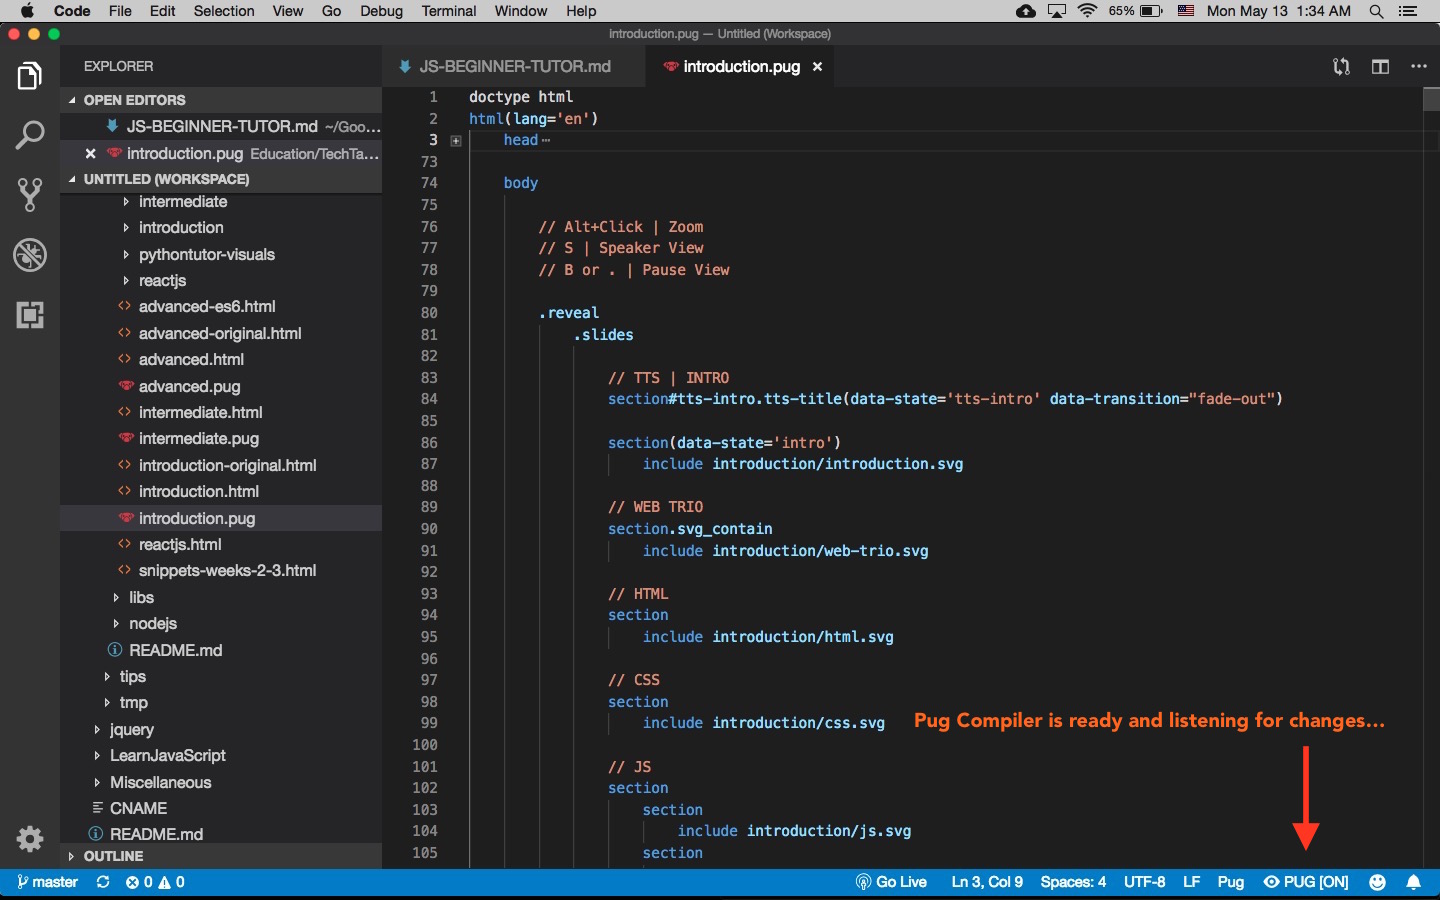 Code File Edit Selection View Go Debug Terminal Window Help 65% Mon May 13 1:34 AM
introduction.pug — Untitled (Workspace)
EXPLORER
OPEN EDITORS
JS-BEGINNER-TUTOR.md ~/Goo...
× introduction.pug Education/TechTa...
UNTITLED (WORKSPACE)
intermediate
introduction
pythontutor-visuals
reactjs
advanced-es6.html
advanced-original.html
advanced.html
advanced.pug
intermediate.html
intermediate.pug
introduction-original.html
introduction.html
introduction.pug
reactjs.html
snippets-weeks-2-3.html
libs
nodejs
README.md
tips
tmp
jquery
LearnJavaScript
Miscellaneous
CNAME
README.md
OUTLINE
JS-BEGINNER-TUTOR.md introduction.pug ×
1 doctype html
2 html(lang='en')
3 head…
73
74 body
75
76 // Alt+Click | Zoom
77 // S | Speaker View
78 // B or . | Pause View
79
80 .reveal
81 .slides
82
83 // TTS | INTRO
84 section#tts-intro.tts-title(data-state='tts-intro' data-transition="fade-out")
85
86 section(data-state='intro')
87 include introduction/introduction.svg
88
89 // WEB TRIO
90 section.svg_contain
91 include introduction/web-trio.svg
92
93 // HTML
94 section
95 include introduction/html.svg
96
97 // CSS
98 section
99 include introduction/css.svg
100
101 // JS
102 section
103 section
104 include introduction/js.svg
105 section
Pug Compiler is ready and listening for changes...
master 0 0 Go Live Ln 3, Col 9 Spaces: 4 UTF-8 LF Pug PUG [ON]